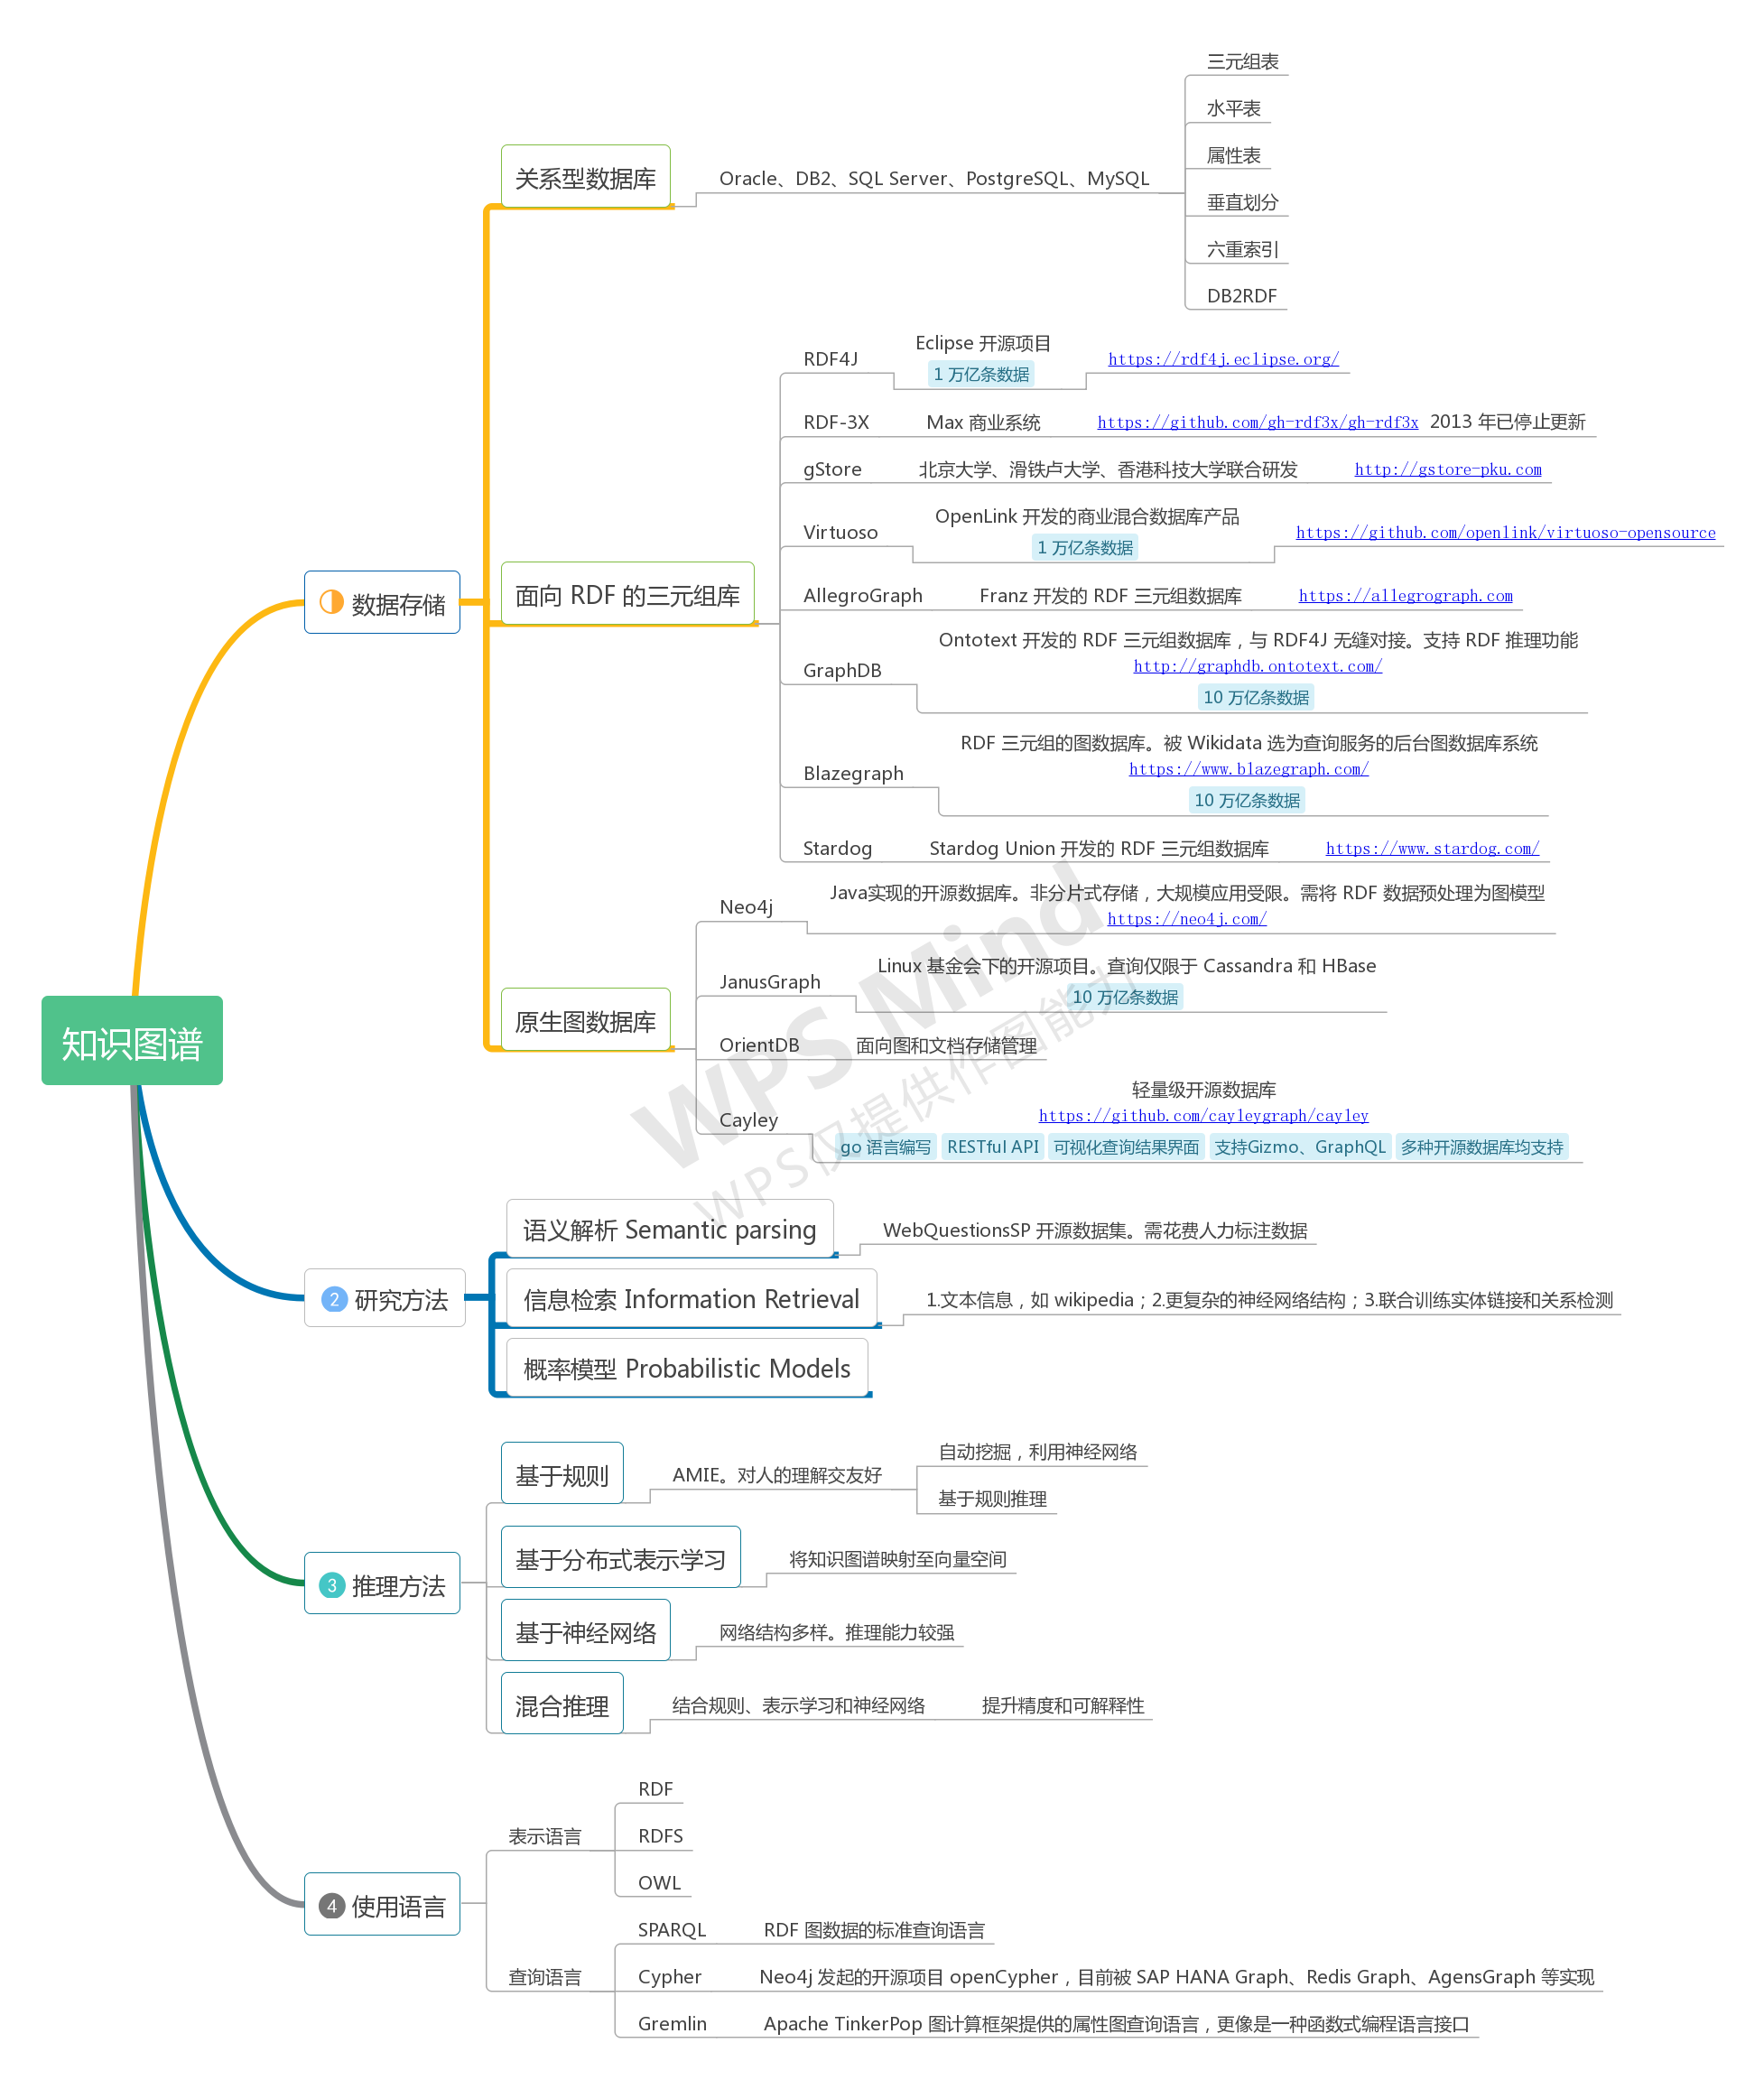 知识图谱
数据存储
关系型数据库
Oracle、DB2、SQL Server、PostgreSQL、MySQL
三元组表
水平表
属性表
垂直划分
六重索引
DB2RDF
面向 RDF 的三元组库
RDF4J
Eclipse 开源项目
1 万亿条数据
https://rdf4j.eclipse.org/
RDF-3X
Max 商业系统
https://github.com/gh-rdf3x/gh-rdf3x 2013 年已停止更新
gStore
北京大学、滑铁卢大学、香港科技大学联合研发
http://gstore-pku.com
Virtuoso
OpenLink 开发的商业混合数据库产品
1 万亿条数据
https://github.com/openlink/virtuoso-opensource
AllegroGraph
Franz 开发的 RDF 三元组数据库
https://allegrograph.com
GraphDB
Ontotext 开发的 RDF 三元组数据库，与 RDF4J 无缝对接。支持 RDF 推理功能
http://graphdb.ontotext.com/
10 万亿条数据
Blazegraph
RDF 三元组的图数据库。被 Wikidata 选为查询服务的后台图数据库系统
https://www.blazegraph.com/
10 万亿条数据
Stardog
Stardog Union 开发的 RDF 三元组数据库
https://www.stardog.com/
原生图数据库
Neo4j
Java实现的开源数据库。非分片式存储，大规模应用受限。需将 RDF 数据预处理为图模型
https://neo4j.com/
JanusGraph
Linux 基金会下的开源项目。查询仅限于 Cassandra 和 HBase
10 万亿条数据
OrientDB
面向图和文档存储管理
Cayley
轻量级开源数据库
https://github.com/cayleygraph/cayley
go 语言编写 RESTful API 可视化查询结果界面 支持Gizmo、GraphQL 多种开源数据库均支持
WPS Mind
WPS仅提供作图能力
2 研究方法
语义解析 Semantic parsing
WebQuestionsSP 开源数据集。需花费人力标注数据
信息检索 Information Retrieval
1.文本信息，如 wikipedia；2.更复杂的神经网络结构；3.联合训练实体链接和关系检测
概率模型 Probabilistic Models
3 推理方法
基于规则
AMIE。对人的理解交友好
自动挖掘，利用神经网络
基于规则推理
基于分布式表示学习
将知识图谱映射至向量空间
基于神经网络
网络结构多样。推理能力较强
混合推理
结合规则、表示学习和神经网络
提升精度和可解释性
4 使用语言
表示语言
RDF
RDFS
OWL
查询语言
SPARQL
RDF 图数据的标准查询语言
Cypher
Neo4j 发起的开源项目 openCypher，目前被 SAP HANA Graph、Redis Graph、AgensGraph 等实现
Gremlin
Apache TinkerPop 图计算框架提供的属性图查询语言，更像是一种函数式编程语言接口